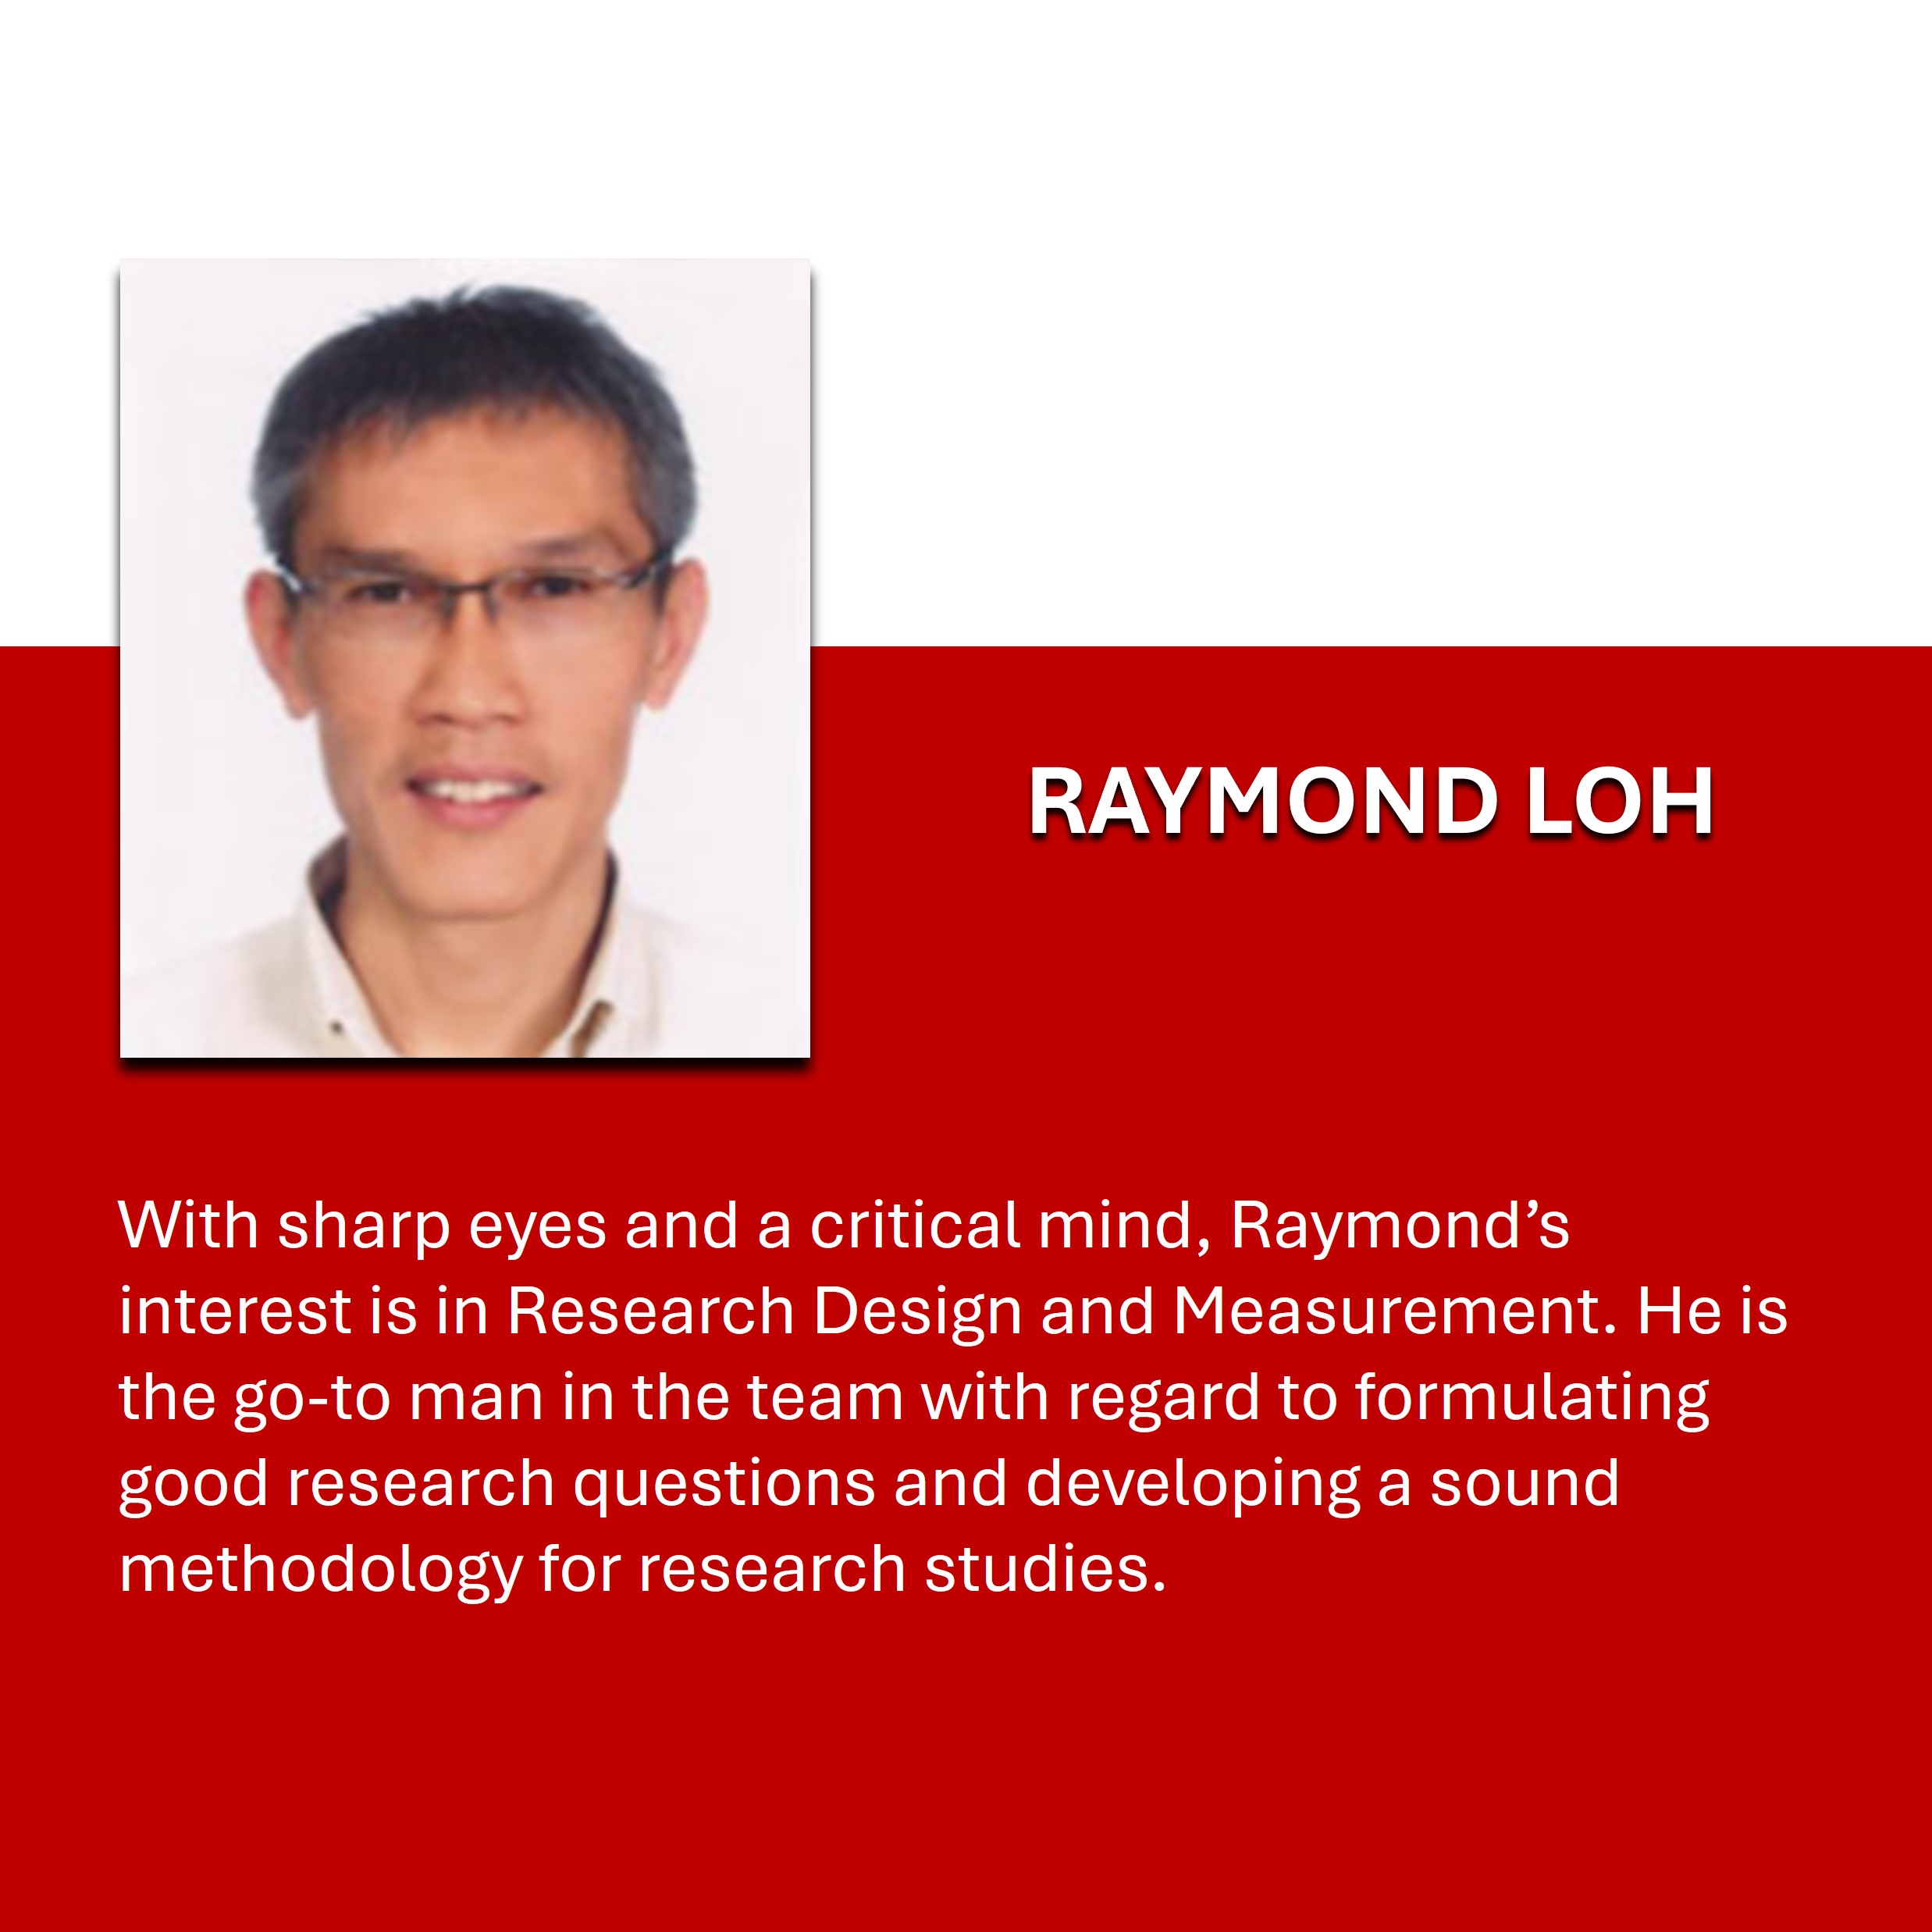 RAYMOND LOH
With sharp eyes and a critical mind, Raymond’s
interest is in Research Design and Measurement. He is
the go-to man in the team with regard to formulating
good research questions and developing a sound
methodology for research studies.